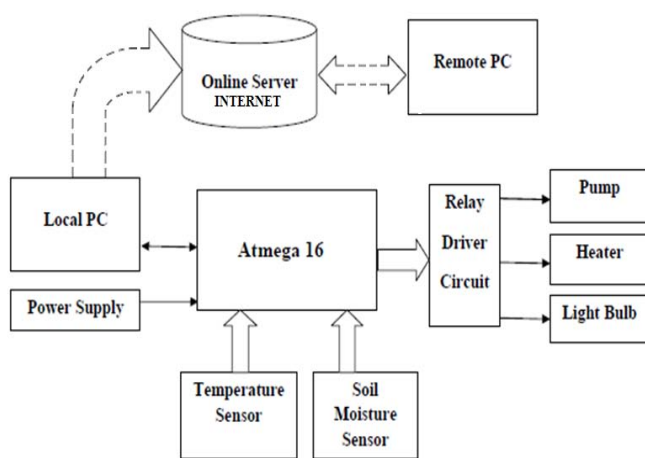 Online Server
INTERNET
Remote PC
Local PC
Atmega 16
Relay
Driver
Circuit
Pump
Heater
Light Bulb
Power Supply
Temperature
Sensor
Soil
Moisture
Sensor